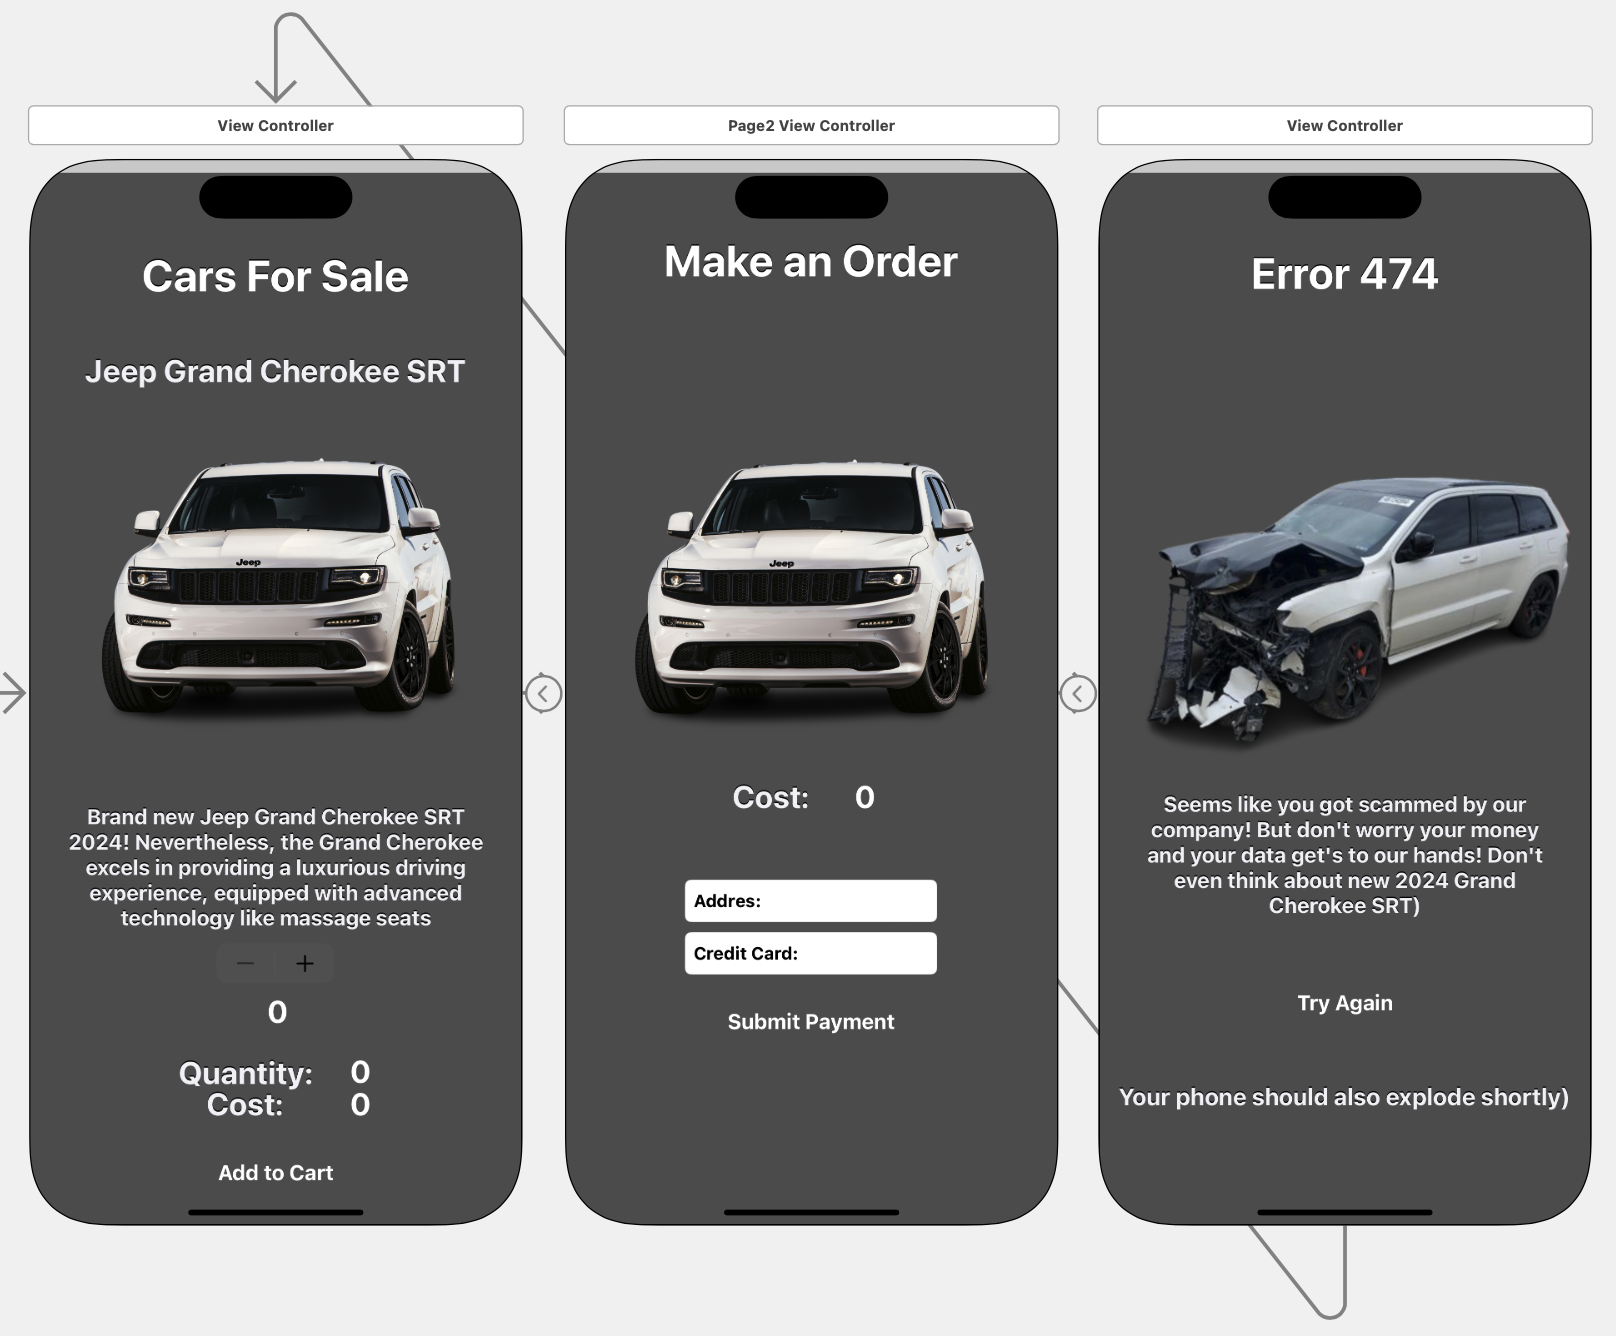 View Controller
Cars For Sale
Jeep Grand Cherokee SRT
Jeep
Brand new Jeep Grand Cherokee SRT
2024! Nevertheless, the Grand Cherokee
excels in providing a luxurious driving
experience, equipped with advanced
technology like massage seats
− +
0
Quantity: 0
Cost: 0
Add to Cart
Page2 View Controller
Make an Order
Jeep
Cost: 0
Addres:
Credit Card:
Submit Payment
View Controller
Error 474
Seems like you got scammed by our
company! But don't worry your money
and your data get's to our hands! Don't
even think about new 2024 Grand
Cherokee SRT)
Try Again
Your phone should also explode shortly)